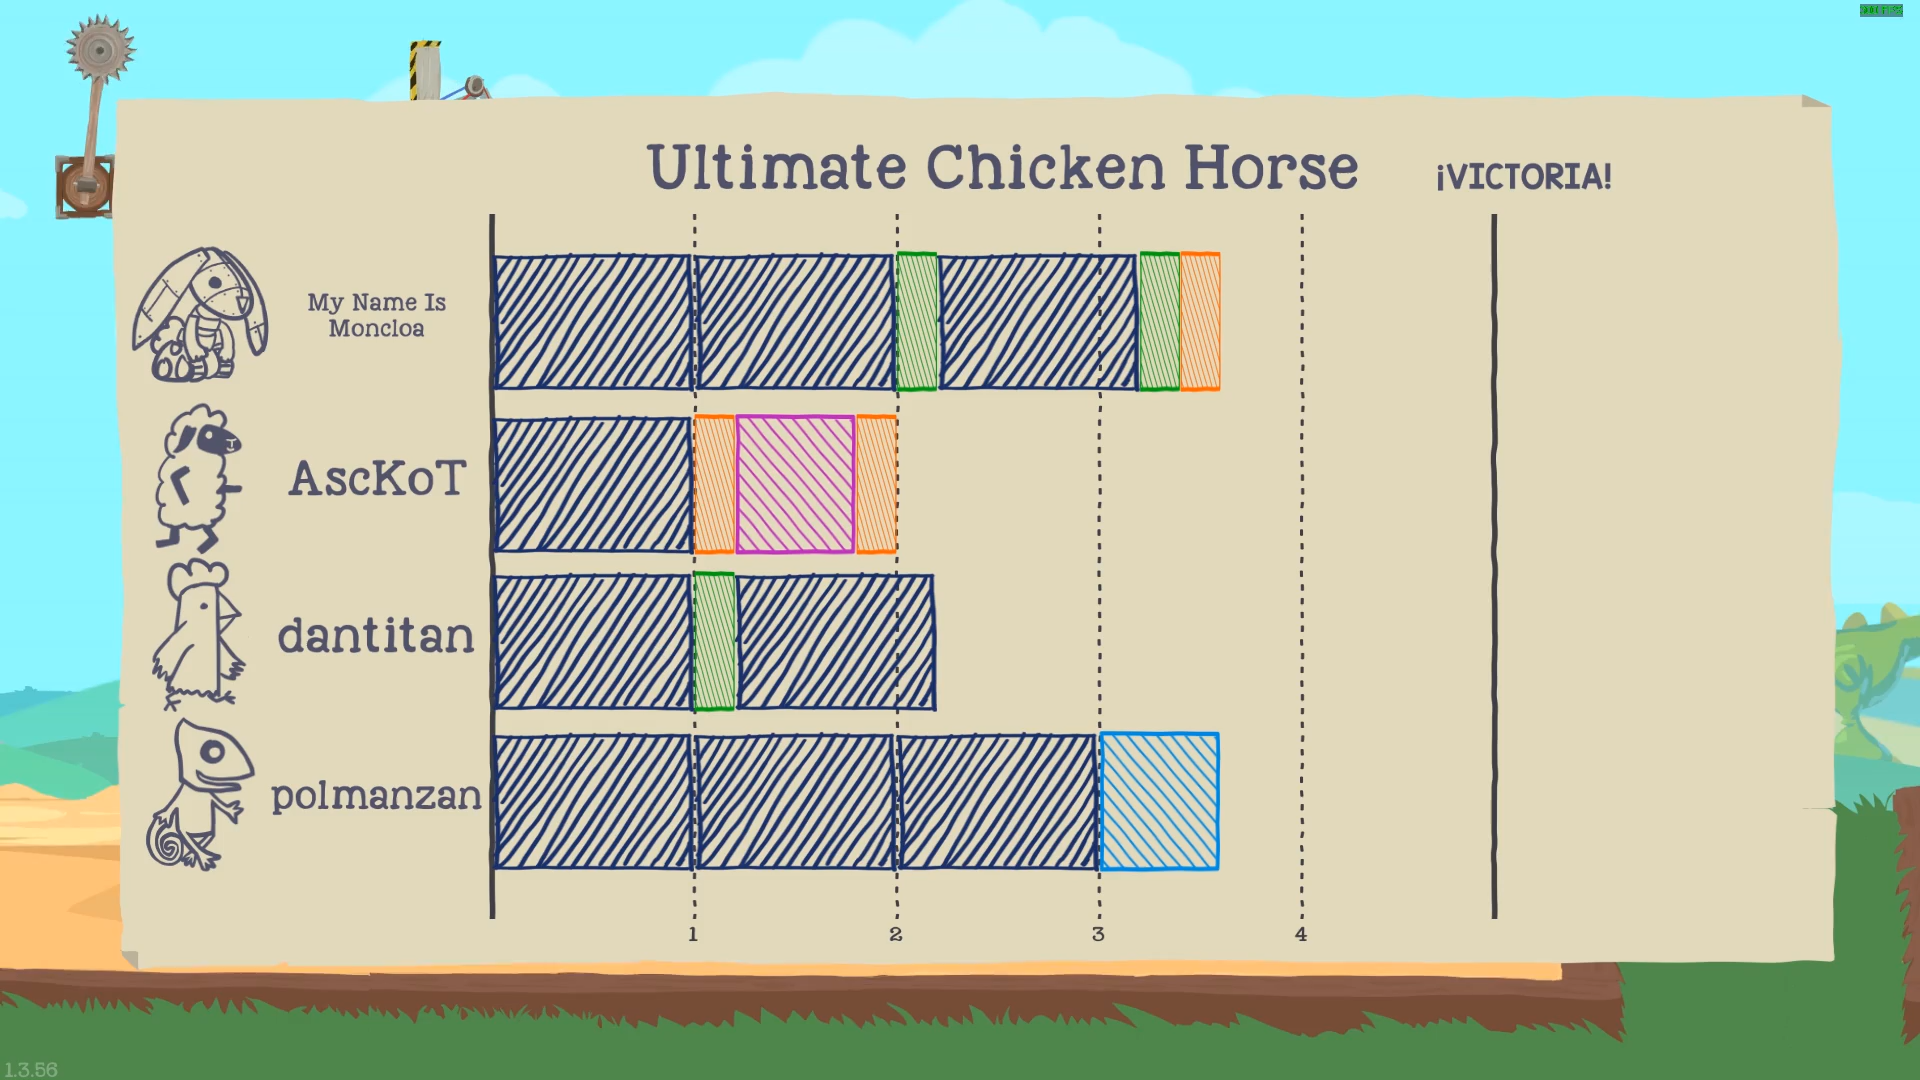 Ultimate Chicken Horse
¡VICTORIA!
My Name Is
Moncloa
AscKoT
dantitan
polmanzan
1 2 3 4
1.3.56